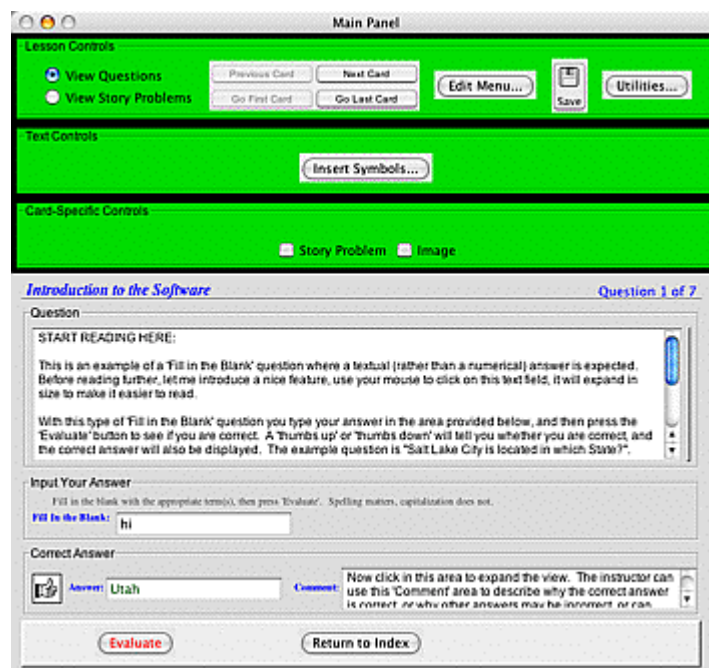 Main Panel
Lesson Controls
View Questions
View Story Problems
Previous Card
Next Card
Go First Card
Go Last Card
Edit Menu...
Save
Utilities...
Text Controls
Insert Symbols...
Card-Specific Controls
Story Problem
Image
Introduction to the Software
Question 1 of 7
Question
START READING HERE:
This is an example of a 'Fill in the Blank' question where a textual (rather than a numerical) answer is expected.
Before reading further, let me introduce a nice feature, use your mouse to click on this text field, it will expand in
size to make it easier to read.
With this type of 'Fill in the Blank' question you type your answer in the area provided below, and then press the
'Evaluate' button to see if you are correct. A 'thumbs up' or 'thumbs down' will tell you whether you are correct, and
the correct answer will also be displayed. The example question is "Salt Lake City is located in which State?".
Input Your Answer
Fill in the blank with the appropriate term(s), then press 'Evaluate'. Spelling matters, capitalization does not.
Fill In the Blank:
hi
Correct Answer
Answer:
Utah
Comment:
Now click in this area to expand the view. The instructor can
use this 'Comment' area to describe why the correct answer
is correct, or why other answers may be incorrect, or can
Evaluate
Return to Index